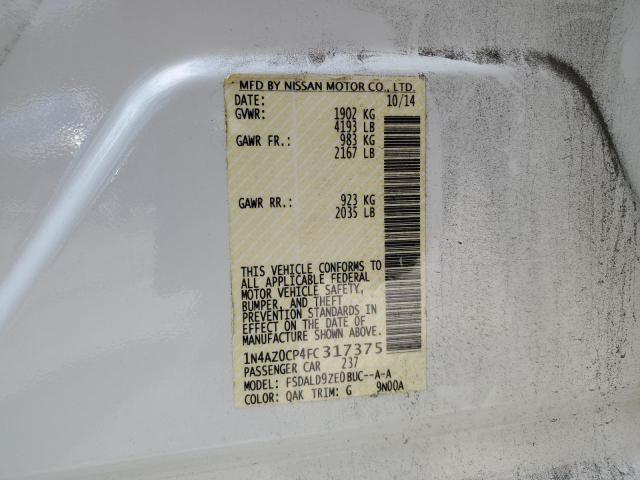 MFD BY NISSAN MOTOR CO., LTD.
DATE: 10/14
GVWR: 1902 KG
4193 LB
GAWR FR.: 983 KG
2167 LB
GAWR RR.: 923 KG
2035 LB
THIS VEHICLE CONFORMS TO
ALL APPLICABLE FEDERAL
MOTOR VEHICLE SAFETY,
BUMPER, AND THEFT
PREVENTION STANDARDS IN
EFFECT ON THE DATE OF
MANUFACTURE SHOWN ABOVE.
1N4AZ0CP4FC317375
PASSENGER CAR 237
MODEL: FSDALD9ZE0BUC--A-A
COLOR: QAK TRIM: G 9N00A